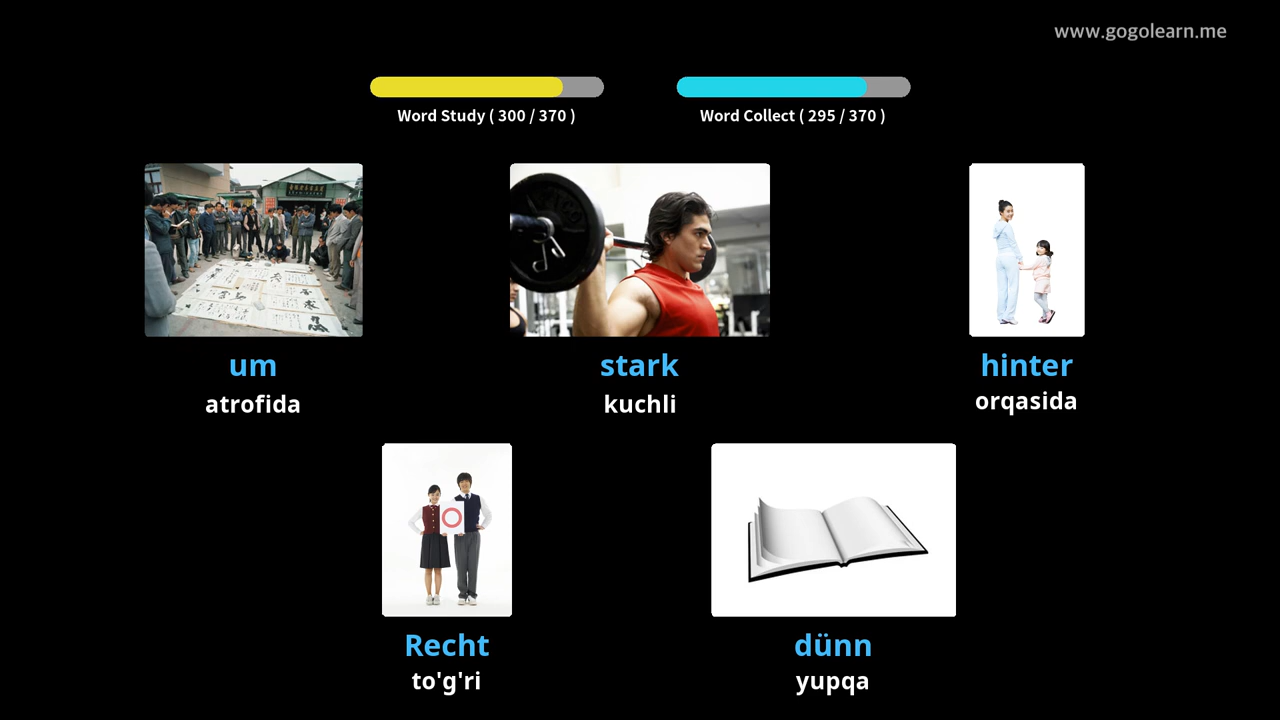 www.gogolearn.me
Word Study ( 300 / 370 )
Word Collect ( 295 / 370 )
um
atrofida
stark
kuchli
hinter
orqasida
Recht
to'g'ri
dünn
yupqa